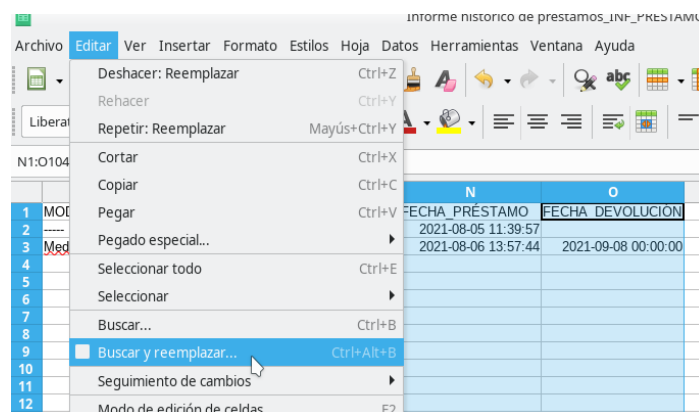 Informe histórico de préstamos_INF_PRESTAMO
Archivo Editar Ver Insertar Formato Estilos Hoja Datos Herramientas Ventana Ayuda
Deshacer: Reemplazar Ctrl+Z
Rehacer Ctrl+Y
Liberat
Repetir: Reemplazar Mayús+Ctrl+Y
N1:O104
Cortar Ctrl+X
Copiar Ctrl+C
Pegar Ctrl+V
Pegado especial...
Seleccionar todo Ctrl+E
Seleccionar
Buscar... Ctrl+B
Buscar y reemplazar... Ctrl+Alt+B
Seguimiento de cambios
Modo de edición de celdas F2
N O
1 MOD FECHA_PRÉSTAMO FECHA_DEVOLUCIÓN
2 ----- 2021-08-05 11:39:57
3 Med 2021-08-06 13:57:44 2021-09-08 00:00:00
4
5
6
7
8
9
10
11
12